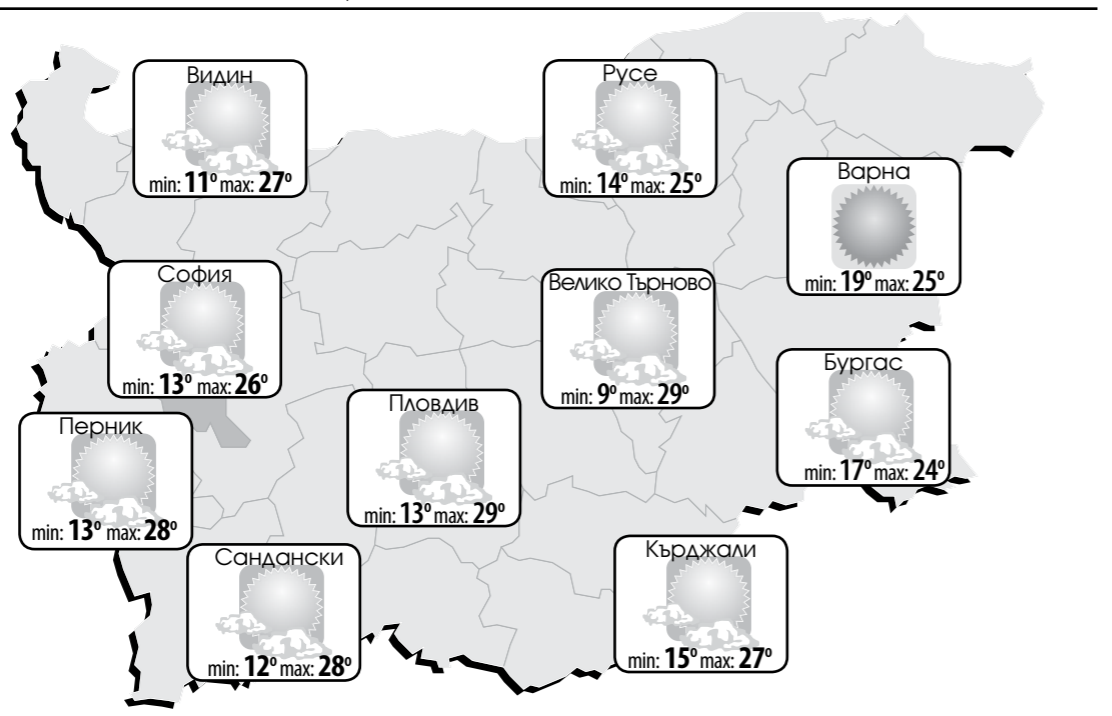 Видин
min: 11° max: 27°
Русе
min: 14° max: 25°
Варна
min: 19° max: 25°
София
min: 13° max: 26°
Велико Търново
min: 9° max: 29°
Бургас
min: 17° max: 24°
Пловдив
min: 13° max: 29°
Перник
min: 13° max: 28°
Сандански
min: 12° max: 28°
Кърджали
min: 15° max: 27°